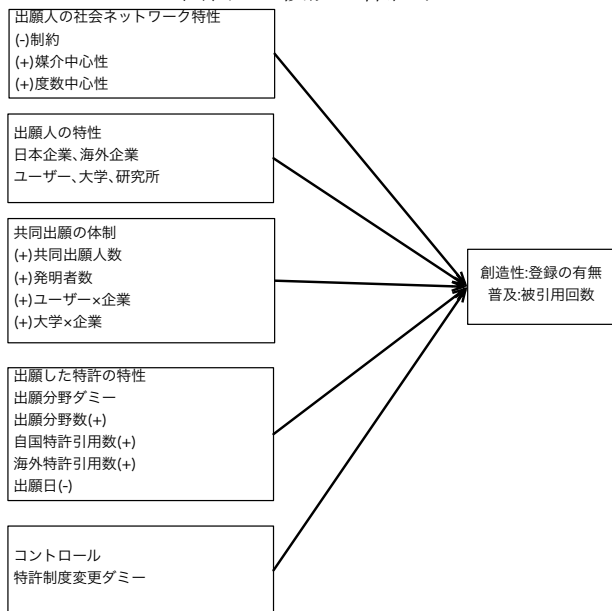 出願人の社会ネットワーク特性
(-)制約
(+)媒介中心性
(+)度数中心性
出願人の特性
日本企業、海外企業
ユーザー、大学、研究所
共同出願の体制
(+)共同出願人数
(+)発明者数
(+)ユーザー×企業
(+)大学×企業
出願した特許の特性
出願分野ダミー
出願分野数(+)
自国特許引用数(+)
海外特許引用数(+)
出願日(-)
コントロール
特許制度変更ダミー
創造性:登録の有無
普及:被引用回数